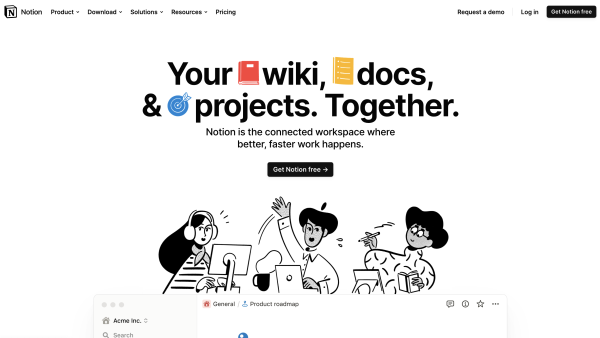 Notion Product Download Solutions Resources Pricing Request a demo Log in Get Notion free
Your wiki, docs,
& projects. Together.
Notion is the connected workspace where
better, faster work happens.
Get Notion free →
General / Product roadmap
Acme Inc.
Search